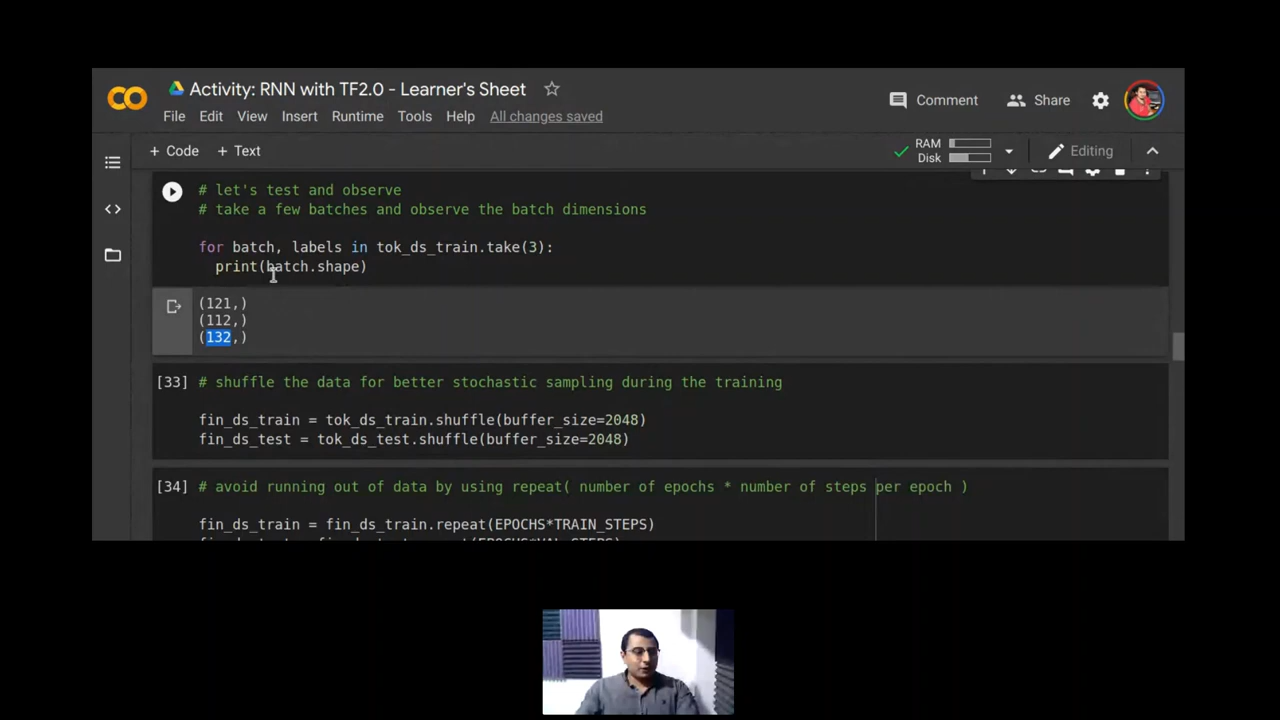 Activity: RNN with TF2.0 - Learner's Sheet
File Edit View Insert Runtime Tools Help All changes saved
Comment Share
+ Code + Text
RAM
Disk
Editing
# let's test and observe
# take a few batches and observe the batch dimensions
for batch, labels in tok_ds_train.take(3):
print(batch.shape)
(121,)
(112,)
(132,)
[33] # shuffle the data for better stochastic sampling during the training
fin_ds_train = tok_ds_train.shuffle(buffer_size=2048)
fin_ds_test = tok_ds_test.shuffle(buffer_size=2048)
[34] # avoid running out of data by using repeat( number of epochs * number of steps per epoch )
fin_ds_train = fin_ds_train.repeat(EPOCHS*TRAIN_STEPS)